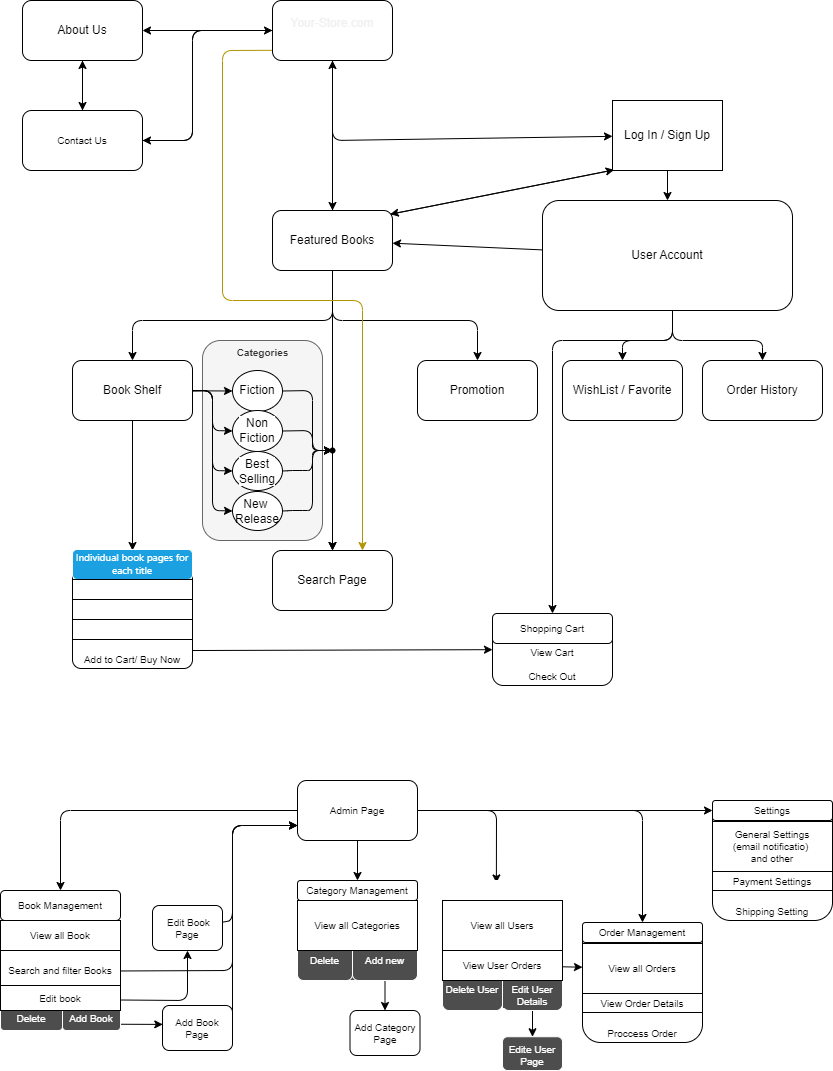 About Us
Your-Store.com
Contact Us
Log In / Sign Up
Featured Books
User Account
Categories
Book Shelf
Fiction
Non
Fiction
Best
Selling
New
Release
Promotion
WishList / Favorite
Order History
Individual book pages for
each title
Add to Cart/ Buy Now
Search Page
Shopping Cart
View Cart
Check Out
Admin Page
Settings
General Settings
(email notificatio)
and other
Payment Settings
Shipping Setting
Book Management
View all Book
Search and filter Books
Edit book
Delete
Add Book
Edit Book
Page
Add Book
Page
Category Management
View all Categories
Delete
Add new
Add Category
Page
View all Users
View User Orders
Delete User
Edit User
Details
Edite User
Page
Order Management
View all Orders
View Order Details
Proccess Order